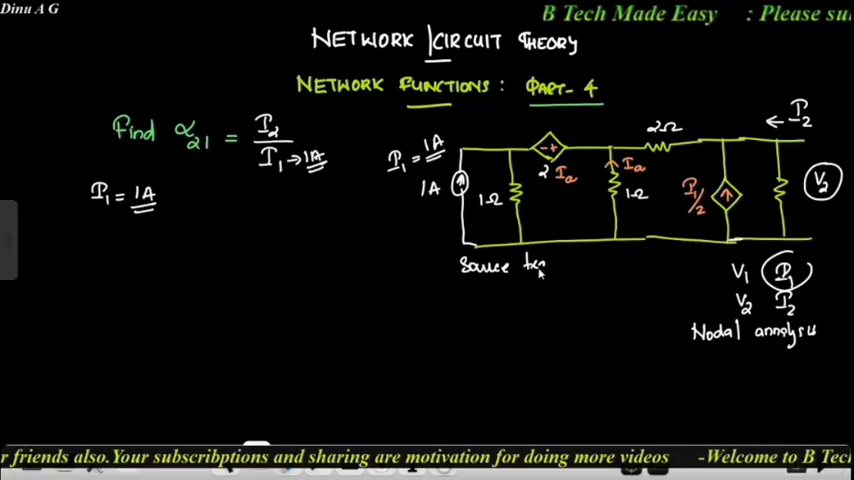 Dinu A G
B Tech Made Easy : Please su
NETWORK | CIRCUIT THEORY
NETWORK FUNCTIONS : PART-4
Find α21 = I2 / I1 → 1A
I1 = 1A
I1 = 1A
1A
1Ω
- +
2 Ia
Ia
1Ω
2Ω
I1/2
I2
V2
Source
V1 I1
V2 I2
Nodal analysis
r friends also.Your subscribtions and sharing are motivation for doing more videos -Welcome to B Tec